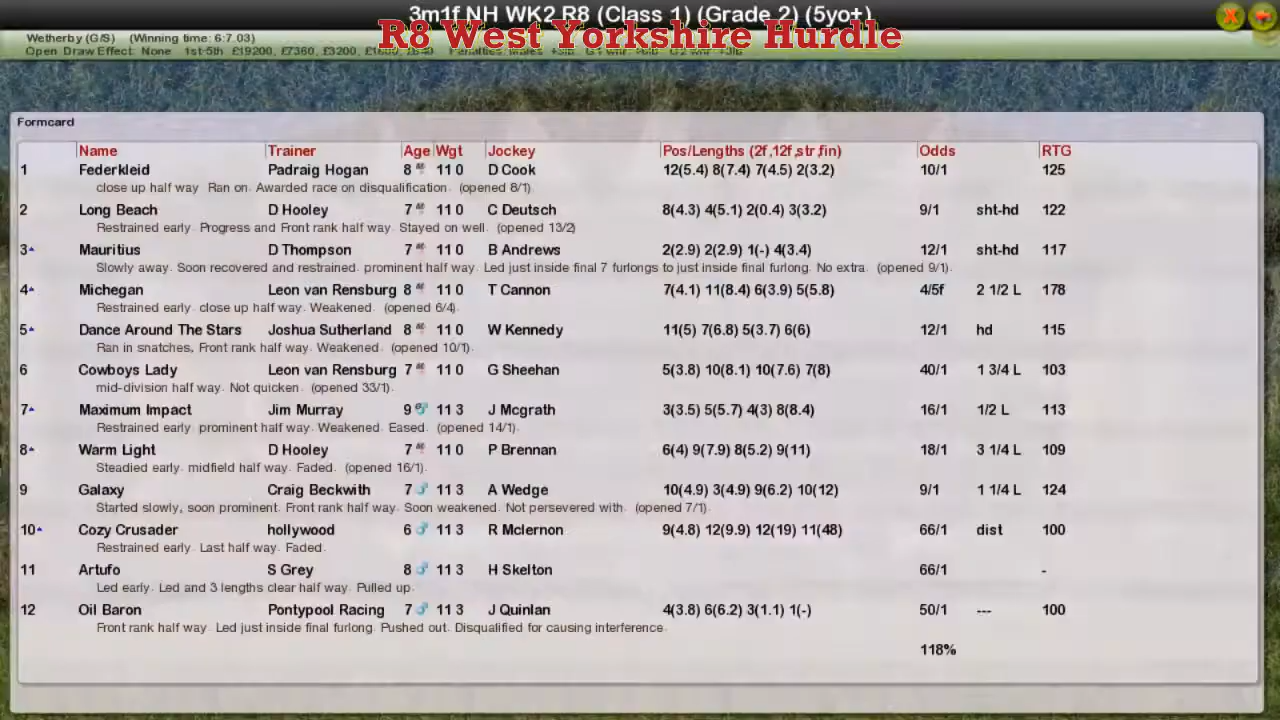 3m1f NH WK2 R8 (Class 1) (Grade 2) (5yo+)
R8 West Yorkshire Hurdle
Wetherby (G/S) (Winning time: 6:7.03)
Open Draw Effect: None 1st-5th £19200, £7360, £3200,
Formcard
Name Trainer Age Wgt Jockey Pos/Lengths (2f,12f,str,fin) Odds RTG
1 Federkleid Padraig Hogan 8 11 0 D Cook 12(5.4) 8(7.4) 7(4.5) 2(3.2) 10/1 125
close up half way. Ran on. Awarded race on disqualification. (opened 8/1).
2 Long Beach D Hooley 7 11 0 C Deutsch 8(4.3) 4(5.1) 2(0.4) 3(3.2) 9/1 sht-hd 122
Restrained early. Progress and Front rank half way. Stayed on well. (opened 13/2)
3 Mauritius D Thompson 7 11 0 B Andrews 2(2.9) 2(2.9) 1(-) 4(3.4) 12/1 sht-hd 117
Slowly away. Soon recovered and restrained. prominent half way. Led just inside final 7 furlongs to just inside final furlong. No extra. (opened 9/1).
4 Michegan Leon van Rensburg 8 11 0 T Cannon 7(4.1) 11(8.4) 6(3.9) 5(5.8) 4/5f 2 1/2 L 178
Restrained early. close up half way. Weakened. (opened 6/4).
5 Dance Around The Stars Joshua Sutherland 8 11 0 W Kennedy 11(5) 7(6.8) 5(3.7) 6(6) 12/1 hd 115
Ran in snatches, Front rank half way. Weakened. (opened 10/1).
6 Cowboys Lady Leon van Rensburg 7 11 0 G Sheehan 5(3.8) 10(8.1) 10(7.6) 7(8) 40/1 1 3/4 L 103
mid-division half way. Not quicken. (opened 33/1).
7 Maximum Impact Jim Murray 9 11 3 J Mcgrath 3(3.5) 5(5.7) 4(3) 8(8.4) 16/1 1/2 L 113
Restrained early. prominent half way. Weakened. Eased. (opened 14/1).
8 Warm Light D Hooley 7 11 0 P Brennan 6(4) 9(7.9) 8(5.2) 9(11) 18/1 3 1/4 L 109
Steadied early. midfield half way. Faded. (opened 16/1).
9 Galaxy Craig Beckwith 7 11 3 A Wedge 10(4.9) 3(4.9) 9(6.2) 10(12) 9/1 1 1/4 L 124
Started slowly, soon prominent. Front rank half way. Soon weakened. Not persevered with. (opened 7/1).
10 Cozy Crusader hollywood 6 11 3 R Mclernon 9(4.8) 12(9.9) 12(19) 11(48) 66/1 dist 100
Restrained early. Last half way. Faded.
11 Artufo S Grey 8 11 3 H Skelton 66/1 -
Led early. Led and 3 lengths clear half way. Pulled up.
12 Oil Baron Pontypool Racing 7 11 3 J Quinlan 4(3.8) 6(6.2) 3(1.1) 1(-) 50/1 --- 100
Front rank half way. Led just inside final furlong. Pushed out. Disqualified for causing interference.
118%